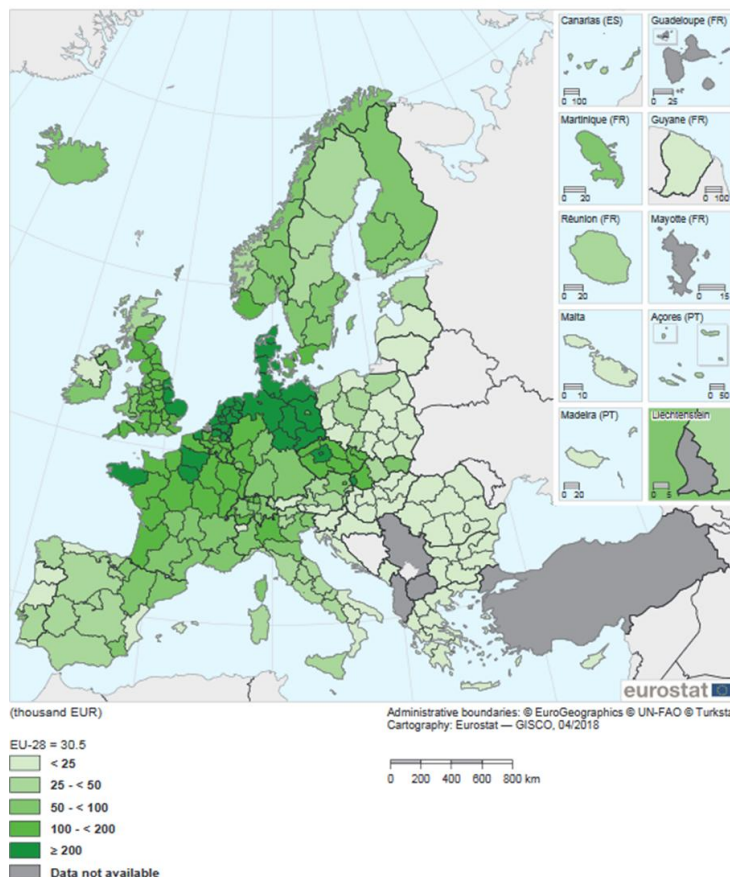 Canarias (ES)
Guadeloupe (FR)
0 100
0 25
Martinique (FR)
Guyane (FR)
0 20
0 100
Réunion (FR)
Mayotte (FR)
0 20
0 15
Malta
Açores (PT)
0 10
0 50
Madeira (PT)
Liechtenstein
0 20
0 5
eurostat
(thousand EUR)
Administrative boundaries: © EuroGeographics © UN-FAO © Turksta
Cartography: Eurostat — GISCO, 04/2018
EU-28 = 30.5
< 25
25 - < 50
50 - < 100
100 - < 200
≥ 200
Data not available
0 200 400 600 800 km